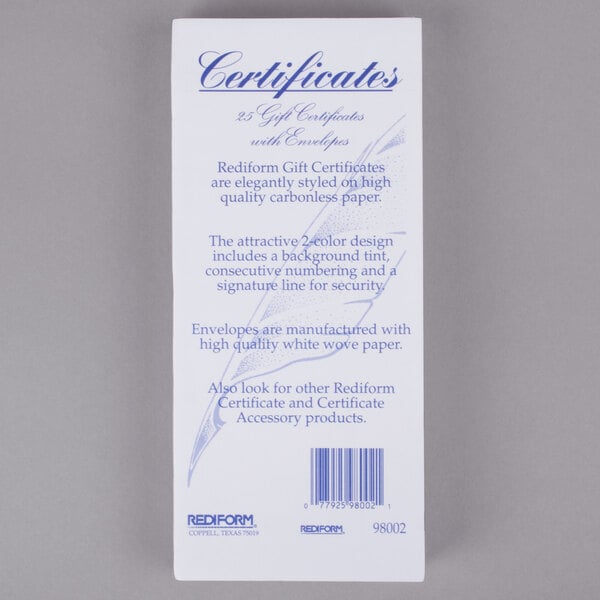 Certificates
25 Gift Certificates
with Envelopes
Rediform Gift Certificates
are elegantly styled on high
quality carbonless paper.
The attractive 2-color design
includes a background tint,
consecutive numbering and a
signature line for security.
Envelopes are manufactured with
high quality white wove paper.
Also look for other Rediform
Certificate and Certificate
Accessory products.
0 77925 98002 1
REDIFORM®
COPPELL, TEXAS 75019
REDIFORM®
98002